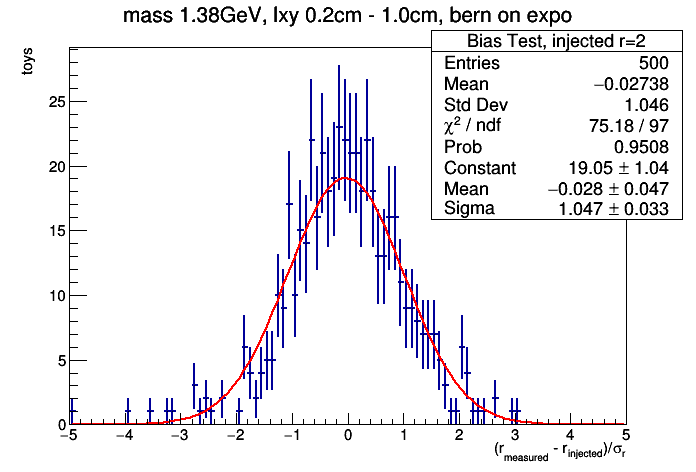 mass 1.38GeV, lxy 0.2cm - 1.0cm, bern on expo
Bias Test, injected r=2
Entries 500
Mean −0.02738
Std Dev 1.046
χ² / ndf 75.18 / 97
Prob 0.9508
Constant 19.05 ± 1.04
Mean −0.028 ± 0.047
Sigma 1.047 ± 0.033
toys
25
20
15
10
5
0
−5 −4 −3 −2 −1 0 1 2 3 4 5
(r_measured - r_injected)/σ_r